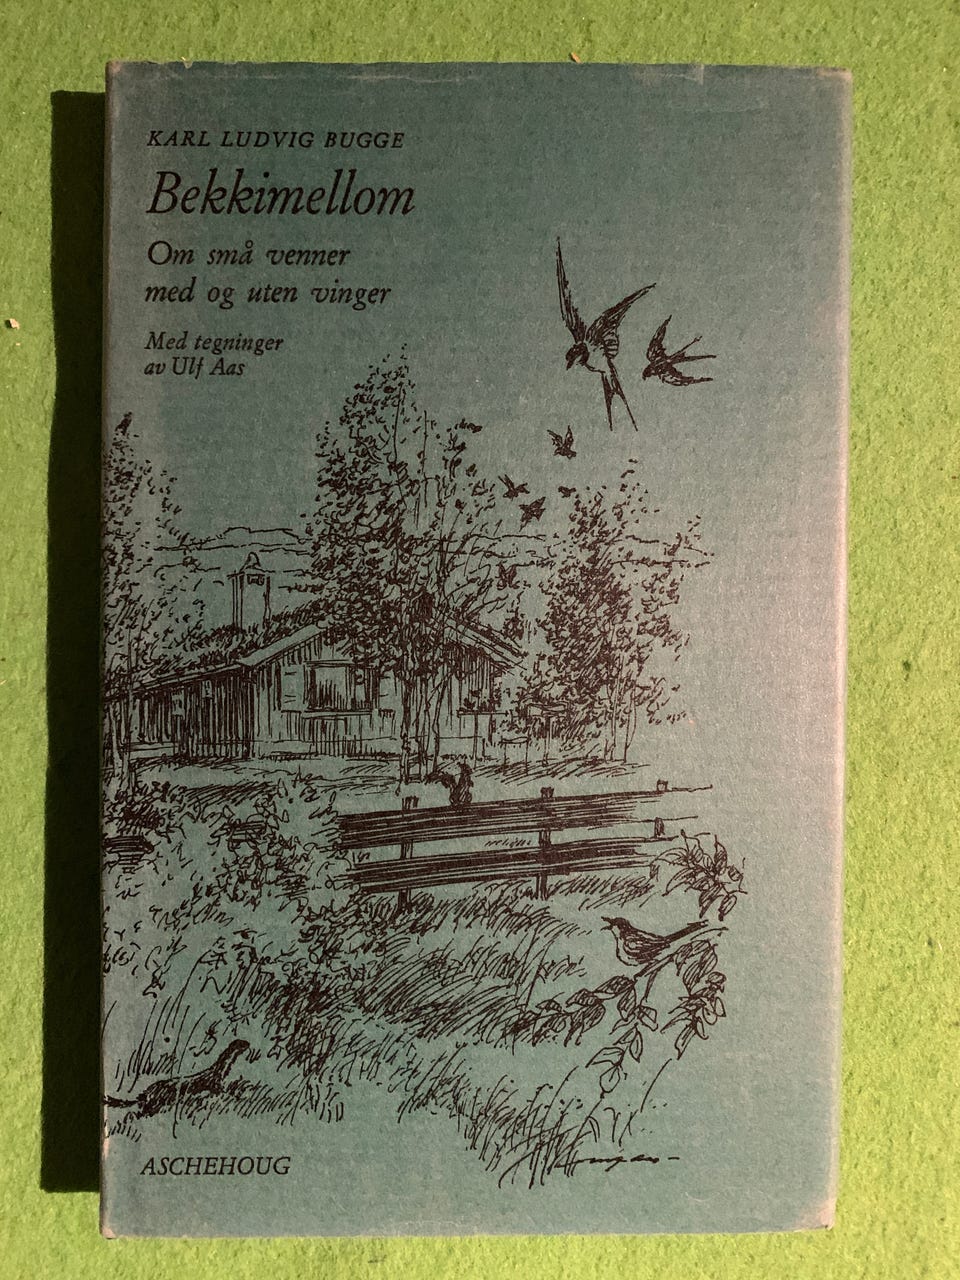 KARL LUDVIG BUGGE
Bekkimellom
Om små venner
med og uten vinger
Med tegninger
av Ulf Aas
ASCHEHOUG